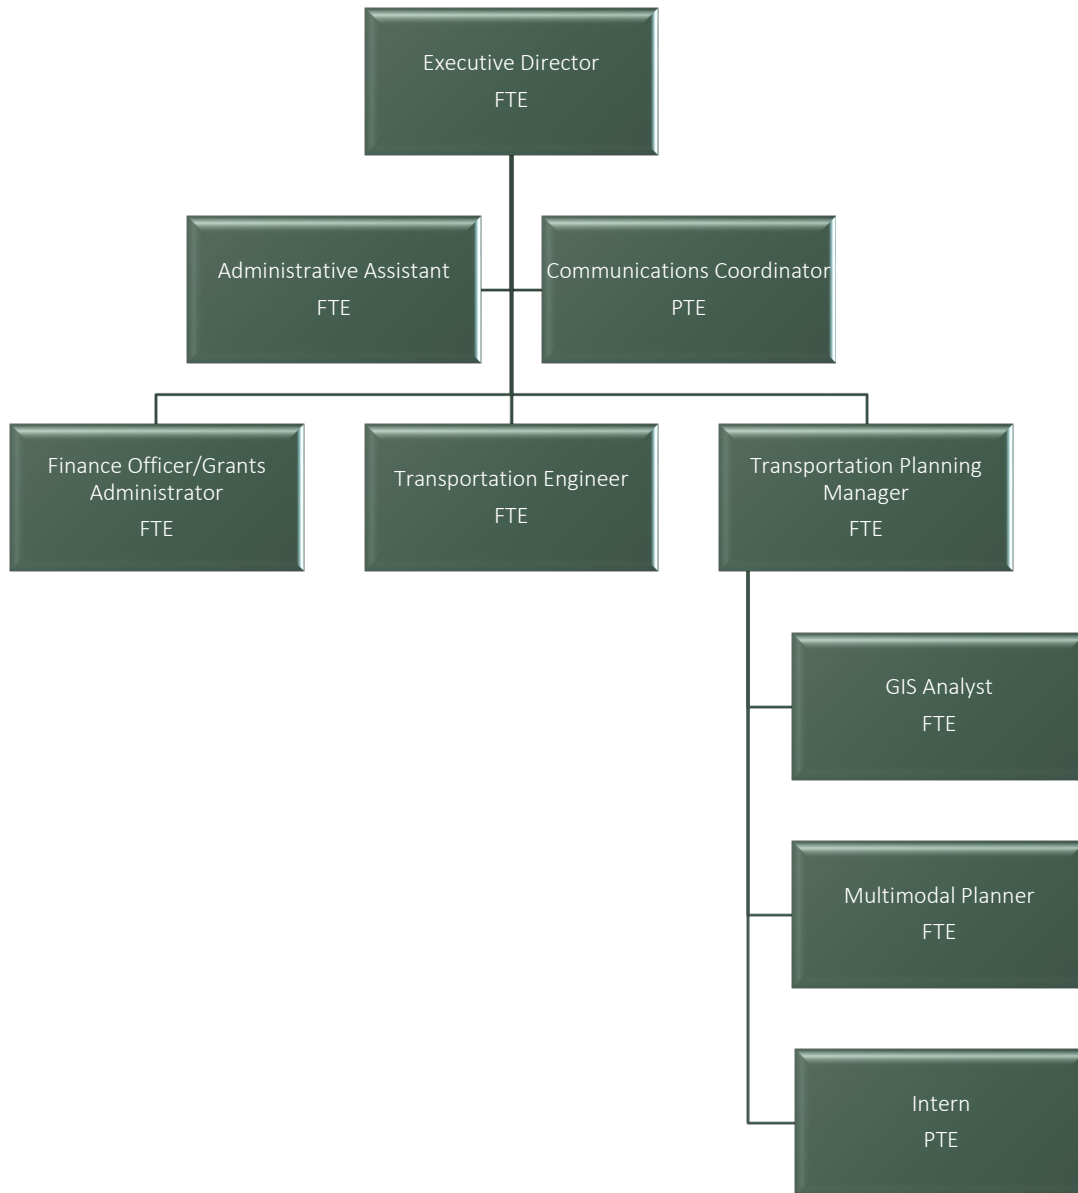 Executive Director
FTE
Administrative Assistant
FTE
Communications Coordinator
PTE
Finance Officer/Grants
Administrator
FTE
Transportation Engineer
FTE
Transportation Planning
Manager
FTE
GIS Analyst
FTE
Multimodal Planner
FTE
Intern
PTE